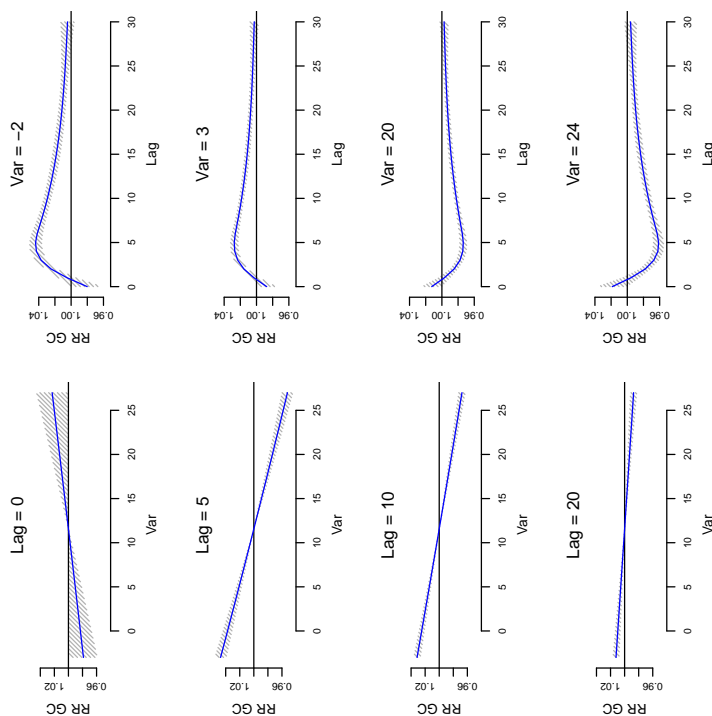 Var = −2
RR GC
0.96 1.00 1.04
0 5 10 15 20 25 30
Lag
Var = 3
RR GC
0.96 1.00 1.04
0 5 10 15 20 25 30
Lag
Var = 20
RR GC
0.96 1.00 1.04
0 5 10 15 20 25 30
Lag
Var = 24
RR GC
0.96 1.00 1.04
0 5 10 15 20 25 30
Lag
Lag = 0
RR GC
0.96 1.02
0 5 10 15 20 25
Var
Lag = 5
RR GC
0.96 1.02
0 5 10 15 20 25
Var
Lag = 10
RR GC
0.96 1.02
0 5 10 15 20 25
Var
Lag = 20
RR GC
0.96 1.02
0 5 10 15 20 25
Var